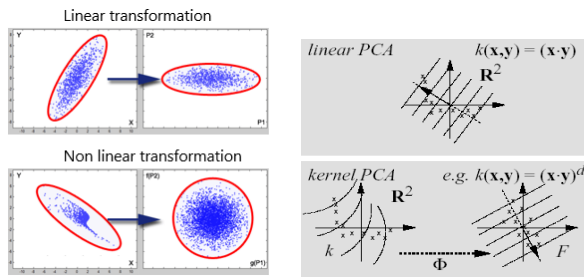 Linear transformation
Y
X
P2
P1
Non linear transformation
Y
X
f(P2)
g(P1)
linear PCA
k(x,y) = (x·y)
R²
kernel PCA
e.g. k(x,y) = (x·y)ᵈ
R²
k
Φ
F